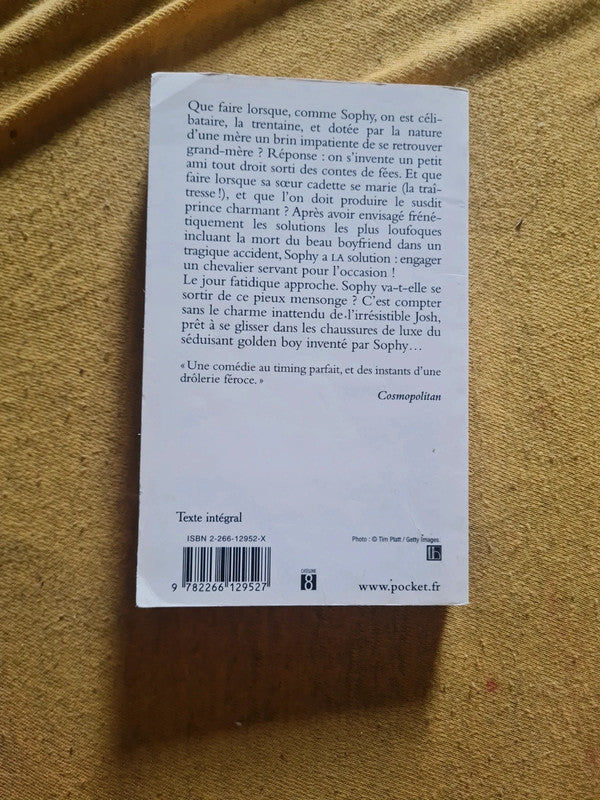 Que faire lorsque, comme Sophy, on est céli-
bataire, la trentaine, et dotée par la nature
d'une mère un brin impatiente de se retrouver
grand-mère ? Réponse : on s'invente un petit
ami tout droit sorti des contes de fées. Et que
faire lorsque sa sœur cadette se marie (la traî-
tresse !), et que l'on doit produire le susdit
prince charmant ? Après avoir envisagé fréné-
tiquement les solutions les plus loufoques
incluant la mort du beau boyfriend dans un
tragique accident, Sophy a LA solution : engager
un chevalier servant pour l'occasion !
Le jour fatidique approche. Sophy va-t-elle se
sortir de ce pieux mensonge ? C'est compter
sans le charme inattendu de l'irrésistible Josh,
prêt à se glisser dans les chaussures de luxe du
séduisant golden boy inventé par Sophy...
« Une comédie au timing parfait, et des instants d'une
drôlerie féroce. »
Cosmopolitan
Texte intégral
ISBN 2-266-12952-X
Photo : © Tim Platt / Getty Images.
9 782266 129527
CATÉGORIE
8
www.pocket.fr